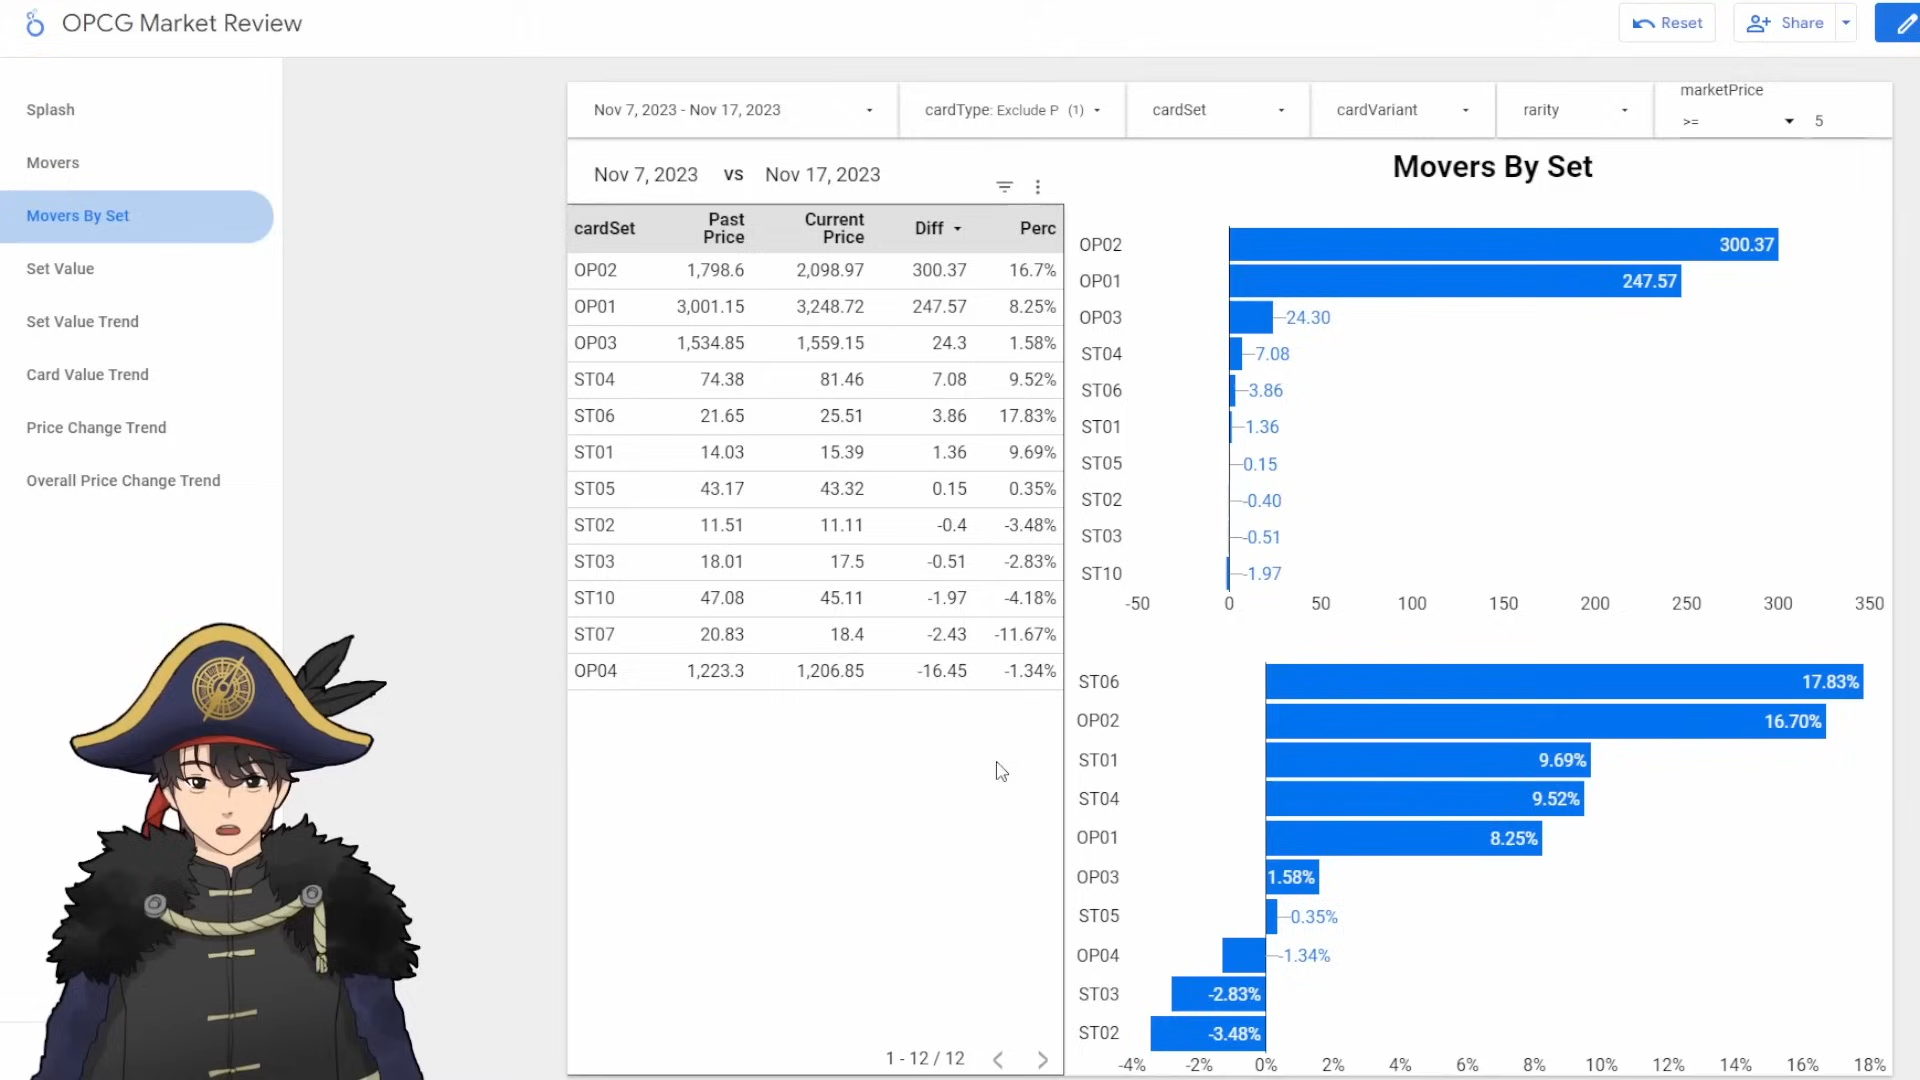 OPCG Market Review
Reset
Share
Splash
Movers
Movers By Set
Set Value
Set Value Trend
Card Value Trend
Price Change Trend
Overall Price Change Trend
Nov 7, 2023 - Nov 17, 2023
cardType: Exclude P (1)
cardSet
cardVariant
rarity
marketPrice
>= 5
Nov 7, 2023 vs Nov 17, 2023
cardSet Past Price Current Price Diff Perc
OP02 1,798.6 2,098.97 300.37 16.7%
OP01 3,001.15 3,248.72 247.57 8.25%
OP03 1,534.85 1,559.15 24.3 1.58%
ST04 74.38 81.46 7.08 9.52%
ST06 21.65 25.51 3.86 17.83%
ST01 14.03 15.39 1.36 9.69%
ST05 43.17 43.32 0.15 0.35%
ST02 11.51 11.11 -0.4 -3.48%
ST03 18.01 17.5 -0.51 -2.83%
ST10 47.08 45.11 -1.97 -4.18%
ST07 20.83 18.4 -2.43 -11.67%
OP04 1,223.3 1,206.85 -16.45 -1.34%
1 - 12 / 12
Movers By Set
OP02 300.37
OP01 247.57
OP03 24.30
ST04 7.08
ST06 3.86
ST01 1.36
ST05 0.15
ST02 -0.40
ST03 -0.51
ST10 -1.97
-50 0 50 100 150 200 250 300 350
ST06 17.83%
OP02 16.70%
ST01 9.69%
ST04 9.52%
OP01 8.25%
OP03 1.58%
ST05 0.35%
OP04 -1.34%
ST03 -2.83%
ST02 -3.48%
-4% -2% 0% 2% 4% 6% 8% 10% 12% 14% 16% 18%